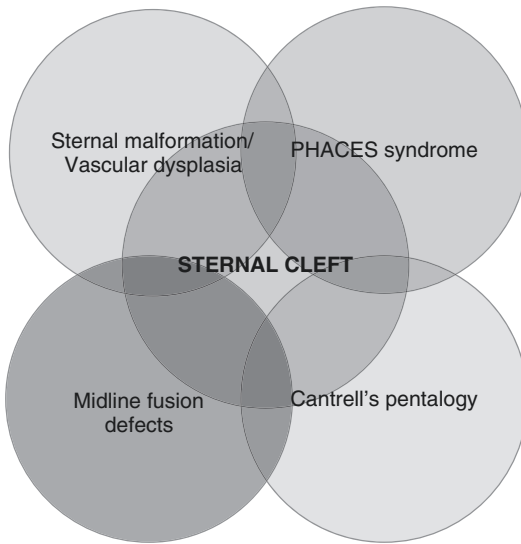 Sternal malformation/
Vascular dysplasia
PHACES syndrome
STERNAL CLEFT
Midline fusion
defects
Cantrell's pentalogy